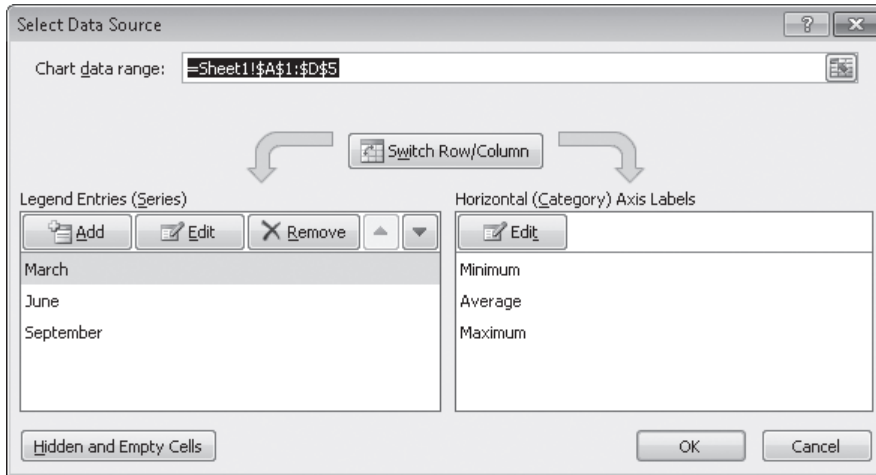 Select Data Source
Chart data range: =Sheet1!$A$1:$D$5
Switch Row/Column
Legend Entries (Series)
Add Edit Remove
March
June
September
Horizontal (Category) Axis Labels
Edit
Minimum
Average
Maximum
Hidden and Empty Cells
OK Cancel